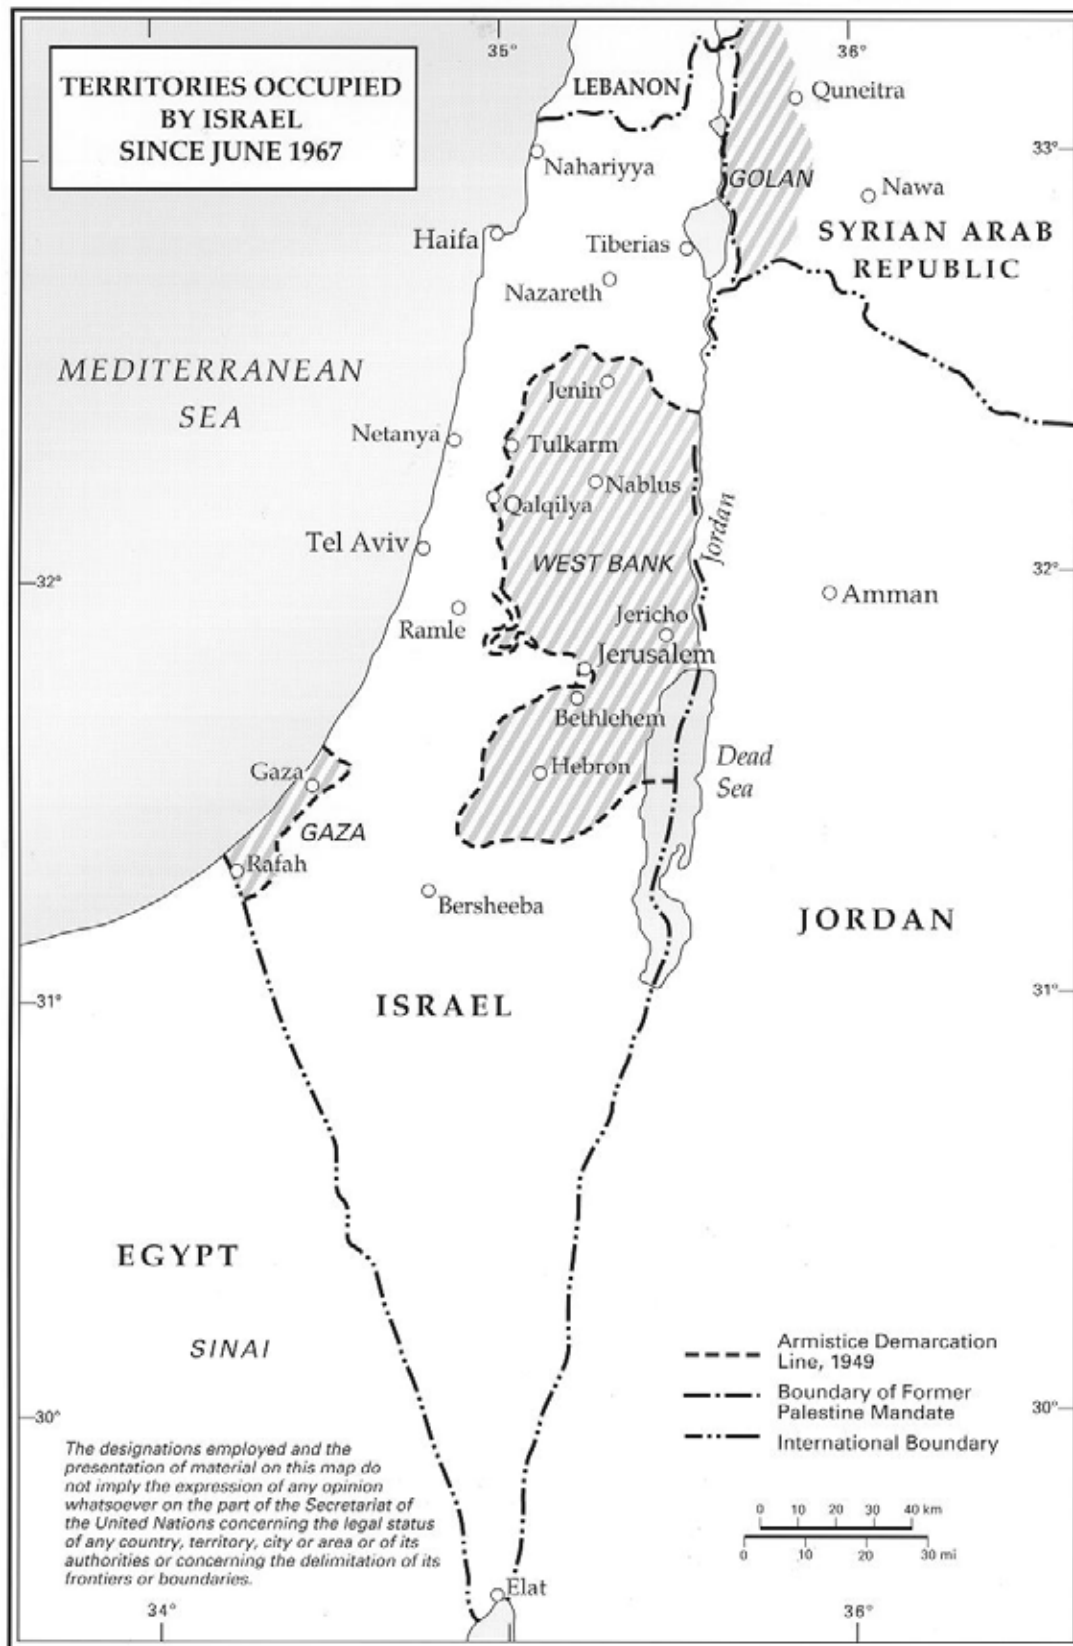 TERRITORIES OCCUPIED
BY ISRAEL
SINCE JUNE 1967
35°
36°
LEBANON
Quneitra
Nahariyya
33°
GOLAN
Nawa
Haifa
Tiberias
SYRIAN ARAB
REPUBLIC
Nazareth
MEDITERRANEAN
SEA
Jenin
Netanya
Tulkarm
Nablus
Qalqilya
Jordan
Tel Aviv
WEST BANK
32°
32°
Amman
Jericho
Ramle
Jerusalem
Bethlehem
Dead
Sea
Gaza
Hebron
GAZA
Rafah
Bersheeba
JORDAN
31°
ISRAEL
31°
EGYPT
SINAI
Armistice Demarcation
Line, 1949
Boundary of Former
Palestine Mandate
International Boundary
30°
30°
The designations employed and the
presentation of material on this map do
not imply the expression of any opinion
whatsoever on the part of the Secretariat of
the United Nations concerning the legal status
of any country, territory, city or area or of its
authorities or concerning the delimitation of its
frontiers or boundaries.
0 10 20 30 40 km
0 10 20 30 mi
Elat
34°
36°